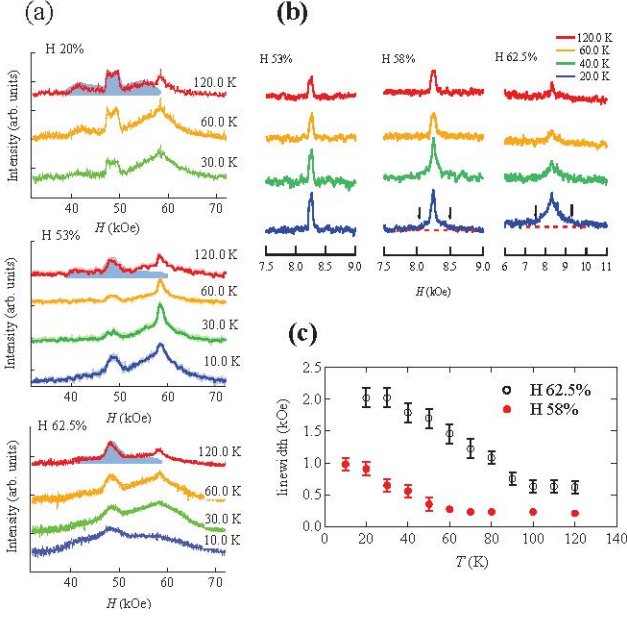 (a)
H 20%
120.0 K
60.0 K
30.0 K
Intensity (arb. units)
40 50 60 70
H (kOe)
H 53%
120.0 K
60.0 K
30.0 K
10.0 K
Intensity (arb. units)
40 50 60 70
H (kOe)
H 62.5%
120.0 K
60.0 K
30.0 K
10.0 K
Intensity (arb. units)
40 50 60 70
H (kOe)
(b)
120.0 K
60.0 K
40.0 K
20.0 K
H 53%
H 58%
H 62.5%
7.5 8.0 8.5 9.0
7.5 8.0 8.5 9.0
6 7 8 9 10 11
H (kOe)
(c)
H 62.5%
H 58%
linewidth (kOe)
2.5
2.0
1.5
1.0
0.5
0.0
0 20 40 60 80 100 120 140
T (K)